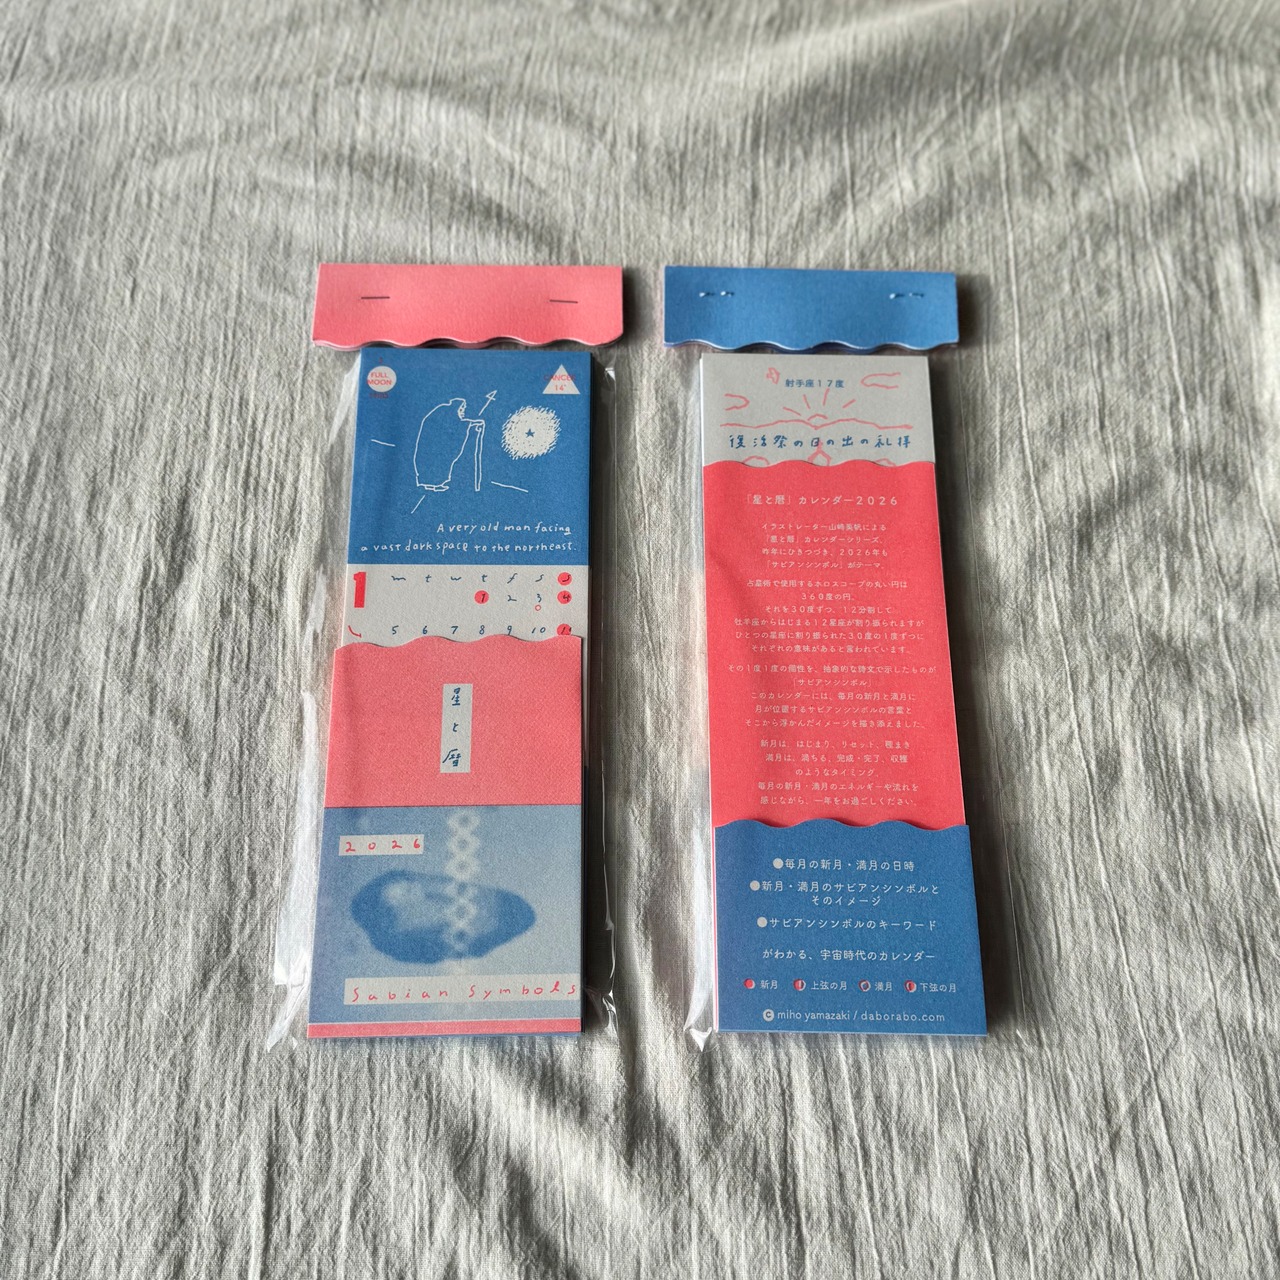 FULL
MOON
CANCER
14°
A very old man facing
a vast dark space to the northeast.
1
m t w t f s s
1 2 3 4
5 6 7 8 9 10 11
星と暦
2026
Sabian Symbols
射手座17度
復活祭の日の出の礼拝
「星と暦」カレンダー2026
イラストレーター山崎美帆による
「星と暦」カレンダーシリーズ。
昨年にひきつづき、2026年も
「サビアンシンボル」がテーマ。
占星術で使用するホロスコープの丸い円は
360度の円。
それを30度ずつ、12分割して、
牡羊座からはじまる12星座が割り振られますが
ひとつの星座に割り振られた30度の1度ずつに
それぞれの意味があると言われています。
その1度1度の個性を、抽象的な詩文で示したものが
「サビアンシンボル」
このカレンダーには、毎月の新月と満月に
月が位置するサビアンシンボルの言葉と
そこから浮かんだイメージを描き添えました。
新月は、はじまり、リセット、種まき
満月は、満ちる、完成・完了、収穫
のようなタイミング。
毎月の新月・満月のエネルギーや流れを
感じながら、一年をお過ごしください。
●毎月の新月・満月の日時
●新月・満月のサビアンシンボルと
そのイメージ
●サビアンシンボルのキーワード
がわかる、宇宙時代のカレンダー
新月 上弦の月 満月 下弦の月
© miho yamazaki / daborabo.com